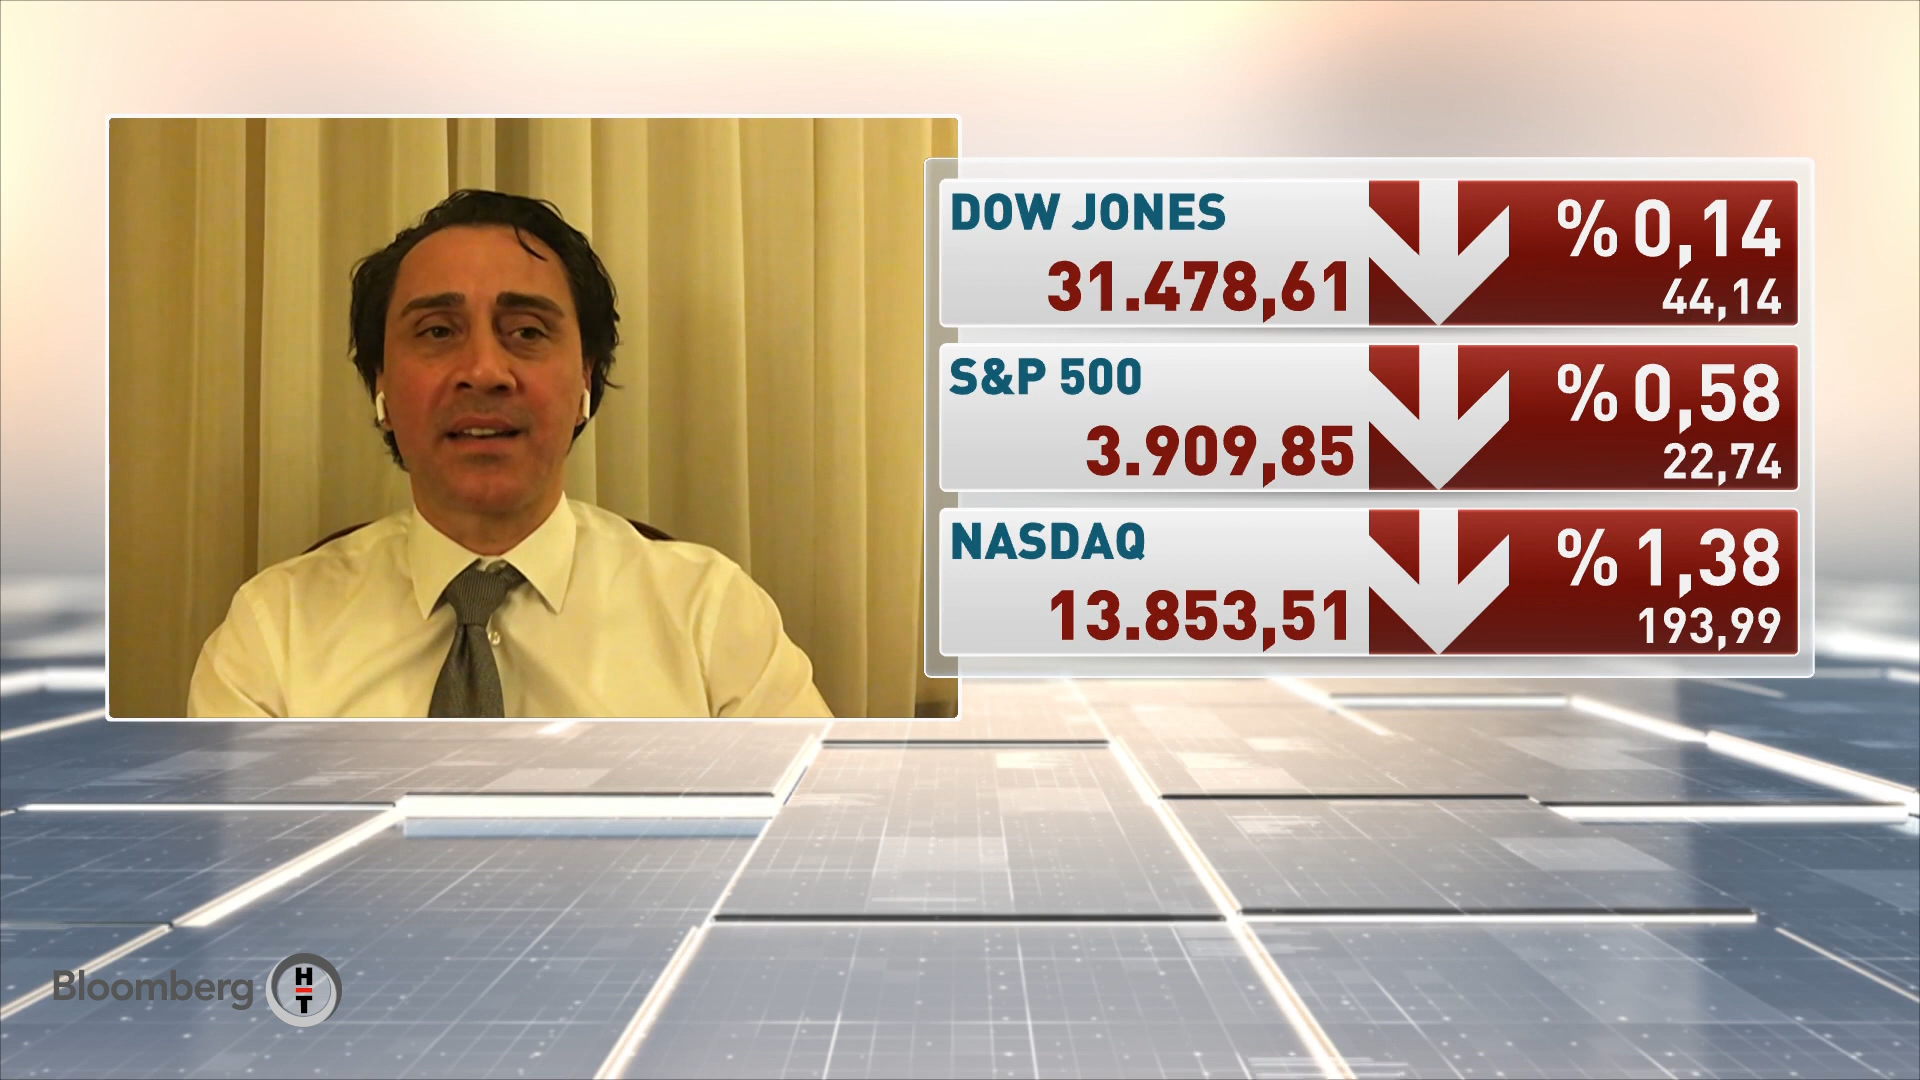 DOW JONES
31.478,61
% 0,14
44,14
S&P 500
3.909,85
% 0,58
22,74
NASDAQ
13.853,51
% 1,38
193,99
Bloomberg HT